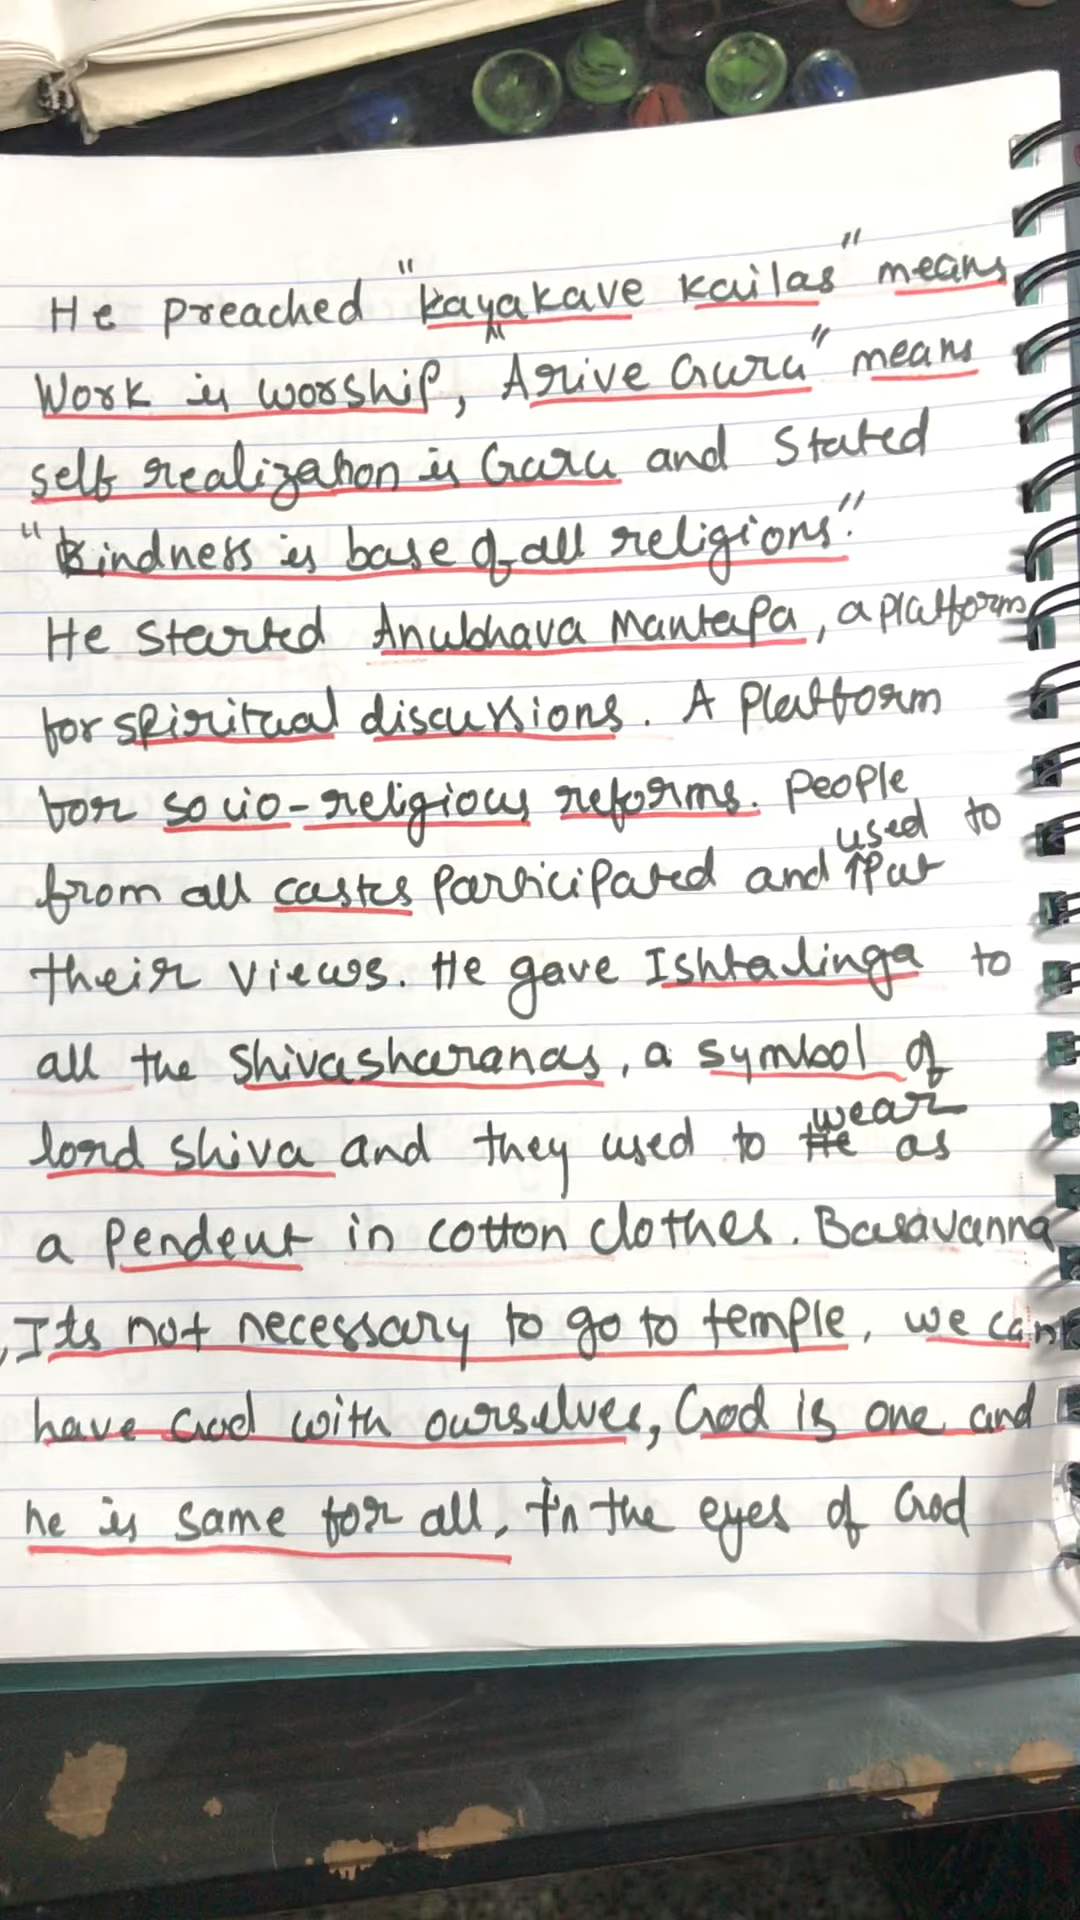 He preached "kayakave kailas" means
Work is worship, "Arive Guru" means
self realization is Guru and Stated
"kindness is base of all religions."
He started Anubhava Mantapa, a platform
for spiritual discussions. A platform
for socio-religious reforms. people
from all castes participated and used to put
their views. He gave Ishtalinga to
all the Shivasharanas, a symbol of
lord Shiva and they used to wear as
a pendent in cotton clothes. Basavanna
, Its not necessary to go to temple, we can
have God with ourselves, God is one and
he is same for all, in the eyes of God